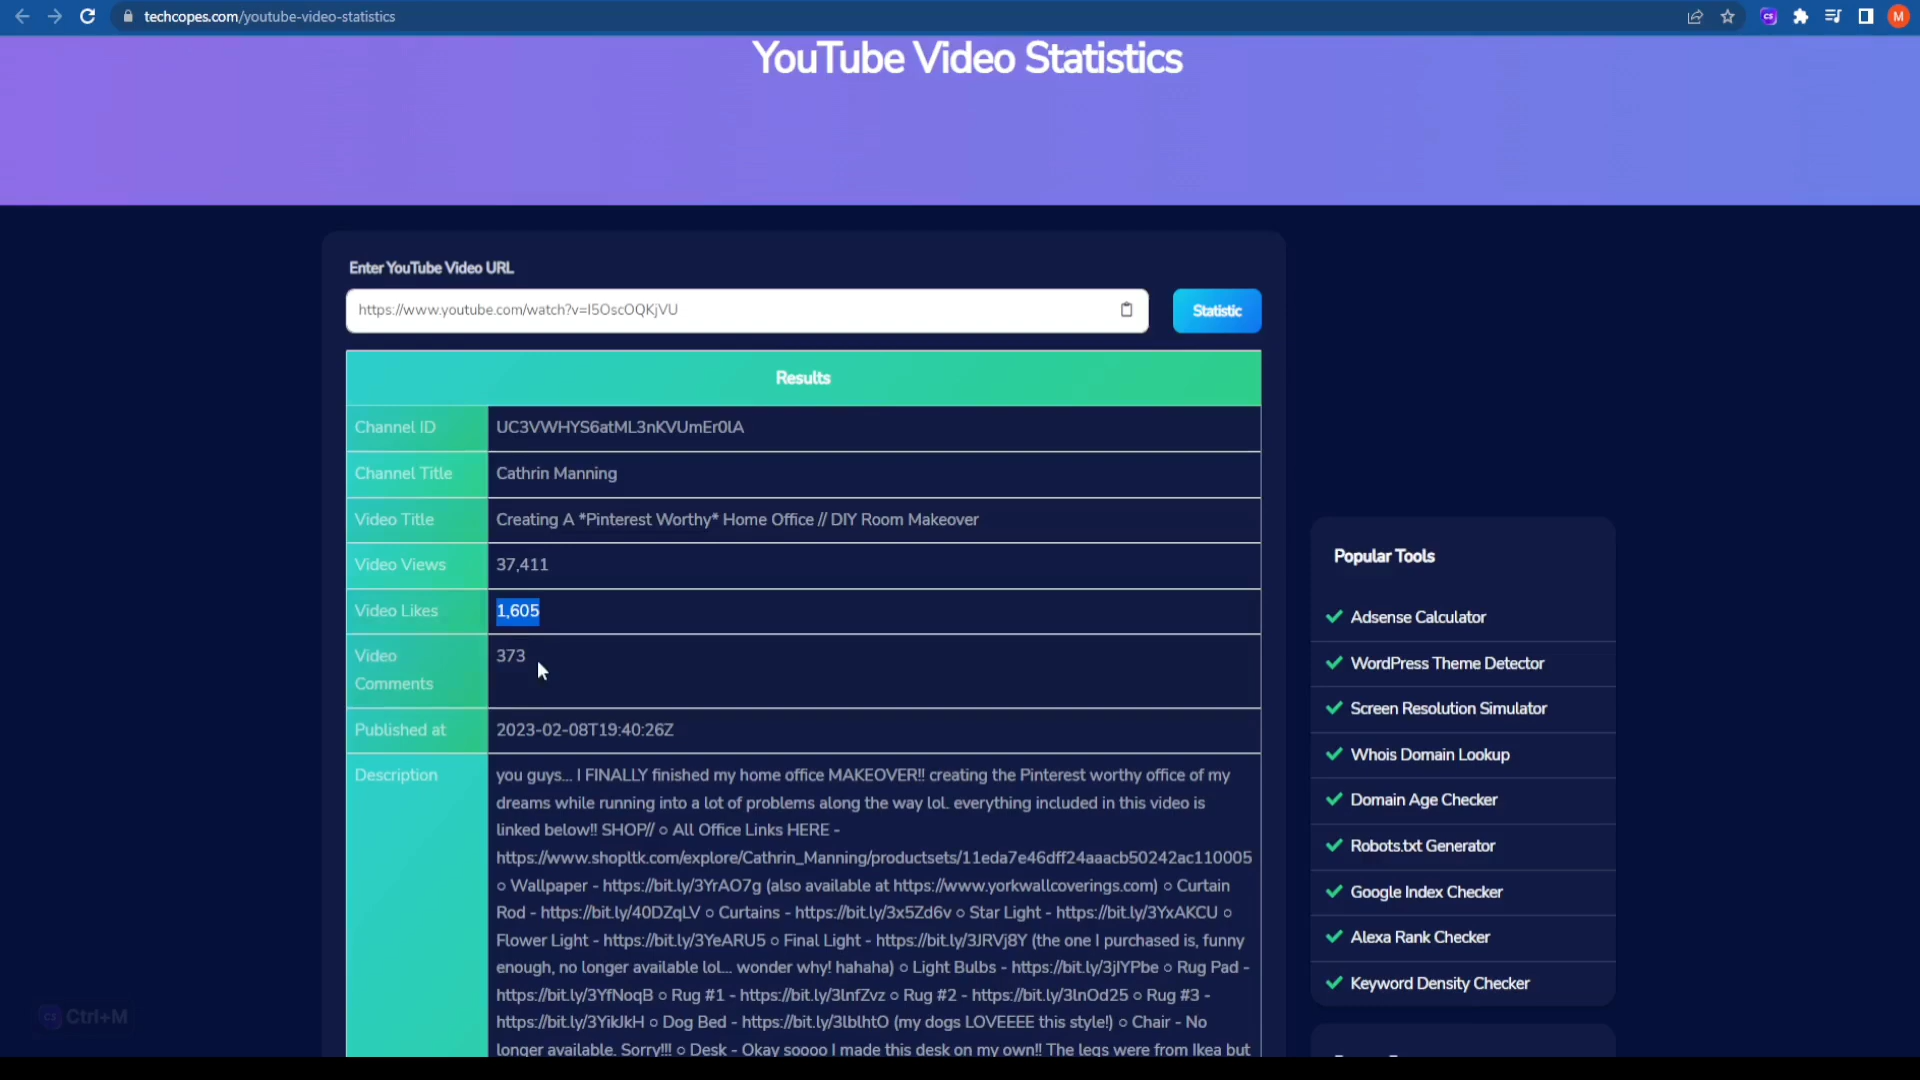 techcopes.com/youtube-video-statistics
M
YouTube Video Statistics
Enter YouTube Video URL
https://www.youtube.com/watch?v=I5OscOQKjVU
Statistic
Results
Channel ID UC3VWHYS6atML3nKVUmEr0lA
Channel Title Cathrin Manning
Video Title Creating A *Pinterest Worthy* Home Office // DIY Room Makeover
Video Views 37,411
Video Likes 1,605
Video 373
Comments
Published at 2023-02-08T19:40:26Z
Description you guys... I FINALLY finished my home office MAKEOVER!! creating the Pinterest worthy office of my
dreams while running into a lot of problems along the way lol. everything included in this video is
linked below!! SHOP// ○ All Office Links HERE -
https://www.shopltk.com/explore/Cathrin_Manning/productsets/11eda7e46dff24aaacb50242ac110005
○ Wallpaper - https://bit.ly/3YrAO7g (also available at https://www.yorkwallcoverings.com) ○ Curtain
Rod - https://bit.ly/40DZqLV ○ Curtains - https://bit.ly/3x5Zd6v ○ Star Light - https://bit.ly/3YxAKCU ○
Flower Light - https://bit.ly/3YeARU5 ○ Final Light - https://bit.ly/3JRVj8Y (the one I purchased is, funny
enough, no longer available lol... wonder why! hahaha) ○ Light Bulbs - https://bit.ly/3jIYPbe ○ Rug Pad -
https://bit.ly/3YfNoqB ○ Rug #1 - https://bit.ly/3lnfZvz ○ Rug #2 - https://bit.ly/3lnOd25 ○ Rug #3 -
https://bit.ly/3YikJkH ○ Dog Bed - https://bit.ly/3lblhtO (my dogs LOVEEEE this style!) ○ Chair - No
longer available. Sorry!!! ○ Desk - Okay soooo I made this desk on my own!! The legs were from Ikea but
Popular Tools
Adsense Calculator
WordPress Theme Detector
Screen Resolution Simulator
Whois Domain Lookup
Domain Age Checker
Robots.txt Generator
Google Index Checker
Alexa Rank Checker
Keyword Density Checker
Ctrl+M